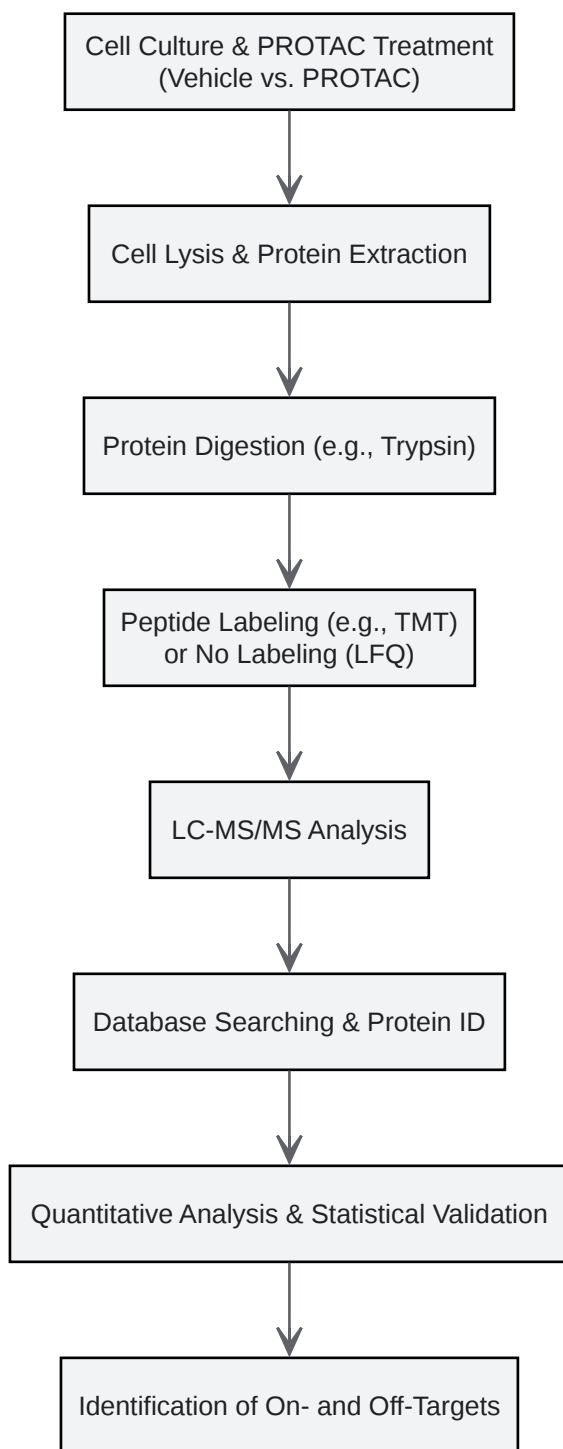 Cell Culture & PROTAC Treatment
(Vehicle vs. PROTAC)
Cell Lysis & Protein Extraction
Protein Digestion (e.g., Trypsin)
Peptide Labeling (e.g., TMT)
or No Labeling (LFQ)
LC-MS/MS Analysis
Database Searching & Protein ID
Quantitative Analysis & Statistical Validation
Identification of On- and Off-Targets